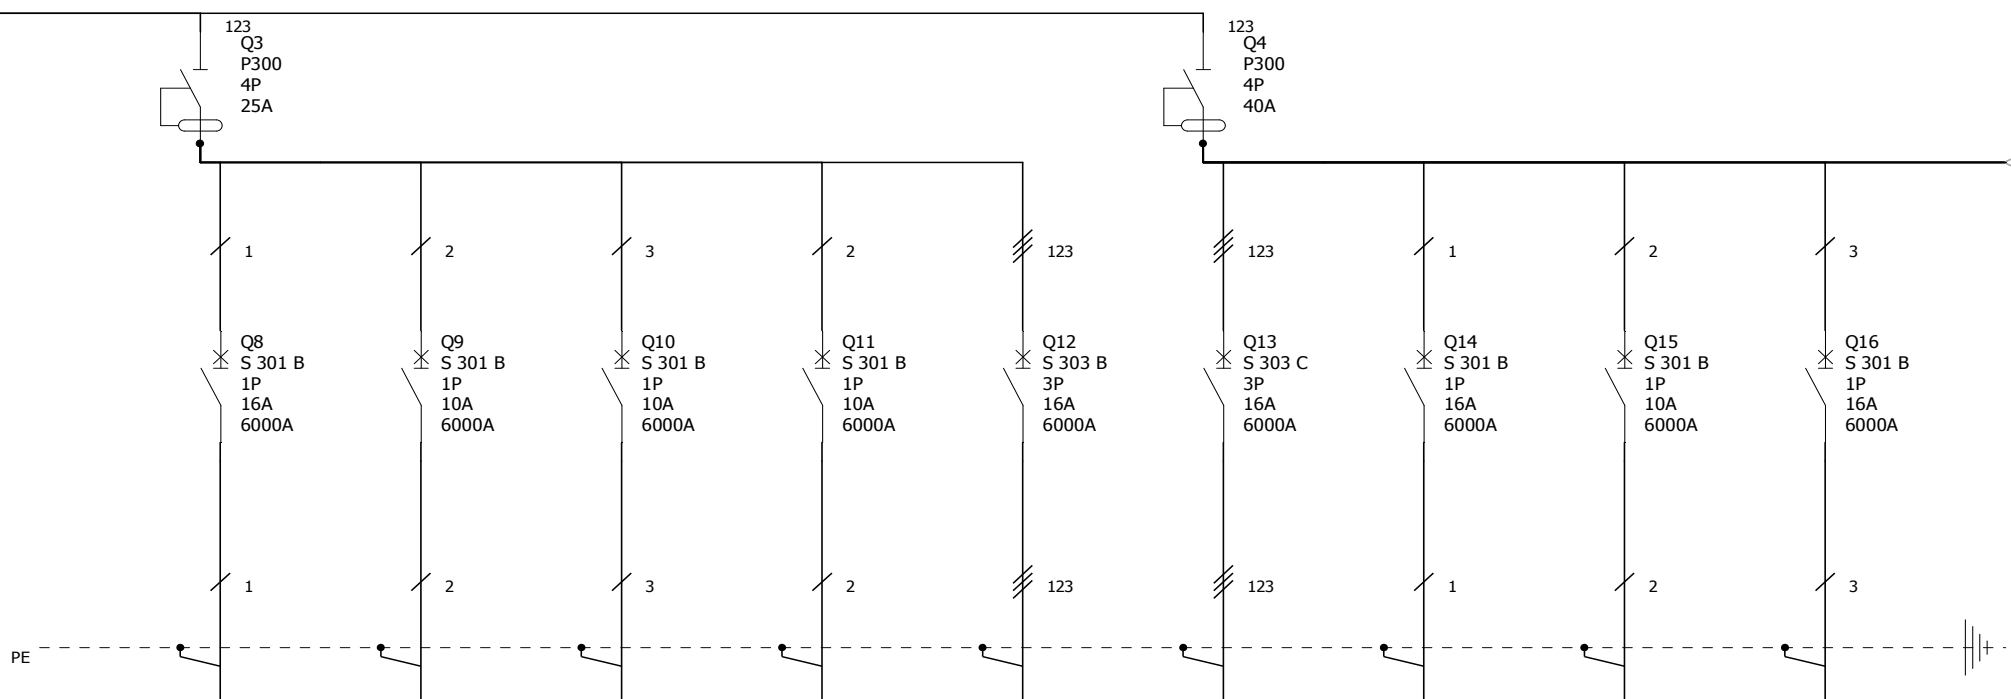 123
Q3
P300
4P
25A
123
Q4
P300
4P
40A
1
2
3
2
123
123
1
2
3
Q8
S 301 B
1P
16A
6000A
Q9
S 301 B
1P
10A
6000A
Q10
S 301 B
1P
10A
6000A
Q11
S 301 B
1P
10A
6000A
Q12
S 303 B
3P
16A
6000A
Q13
S 303 C
3P
16A
6000A
Q14
S 301 B
1P
16A
6000A
Q15
S 301 B
1P
10A
6000A
Q16
S 301 B
1P
16A
6000A
1
2
3
2
123
123
1
2
3
PE